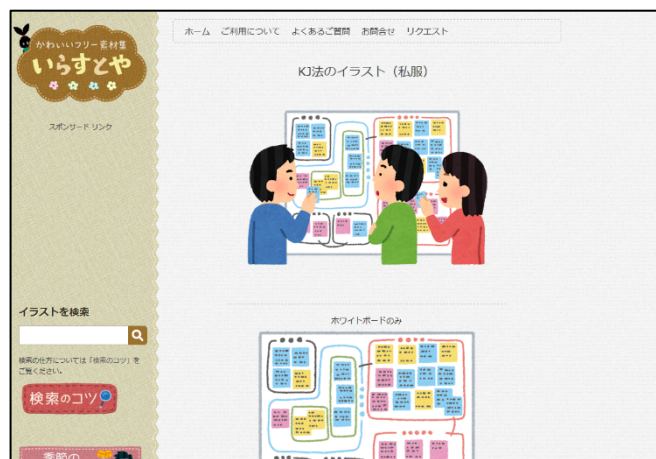 かわいいフリー素材集
いらすとや
スポンサード リンク
イラストを検索
検索の仕方については「検索のコツ」を
ご覧ください。
検索のコツ
季節の
ホーム ご利用について よくあるご質問 お問合せ リクエスト
KJ法のイラスト（私服）
ホワイトボードのみ